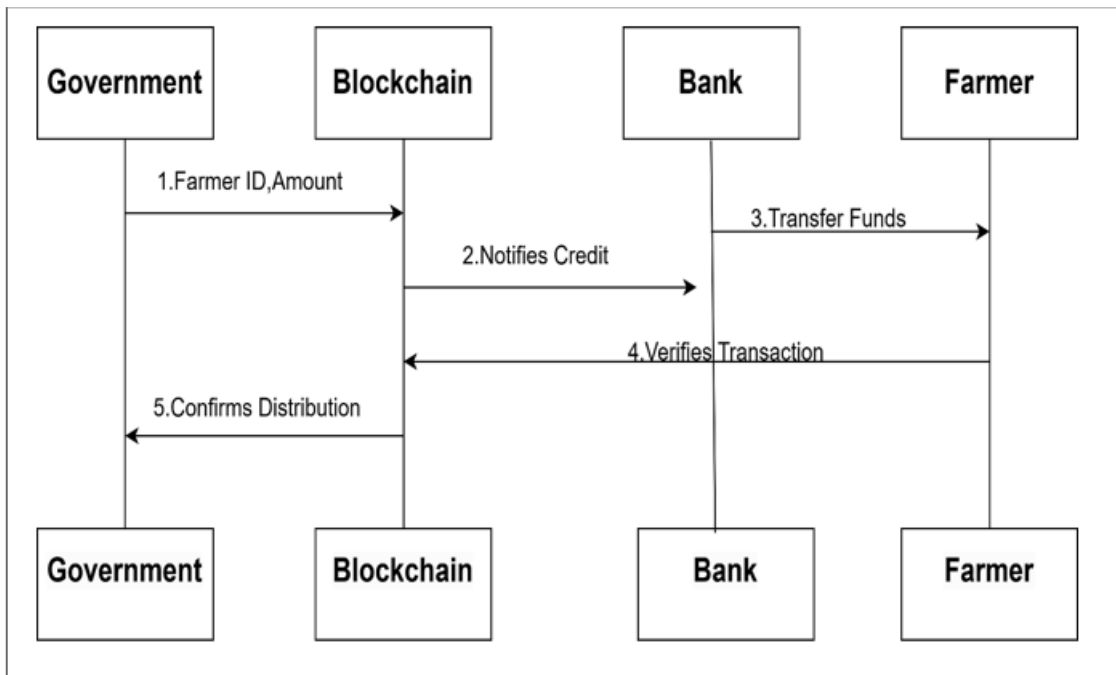 Government
Blockchain
Bank
Farmer
1.Farmer ID,Amount
3.Transfer Funds
2.Notifies Credit
4.Verifies Transaction
5.Confirms Distribution
Government
Blockchain
Bank
Farmer